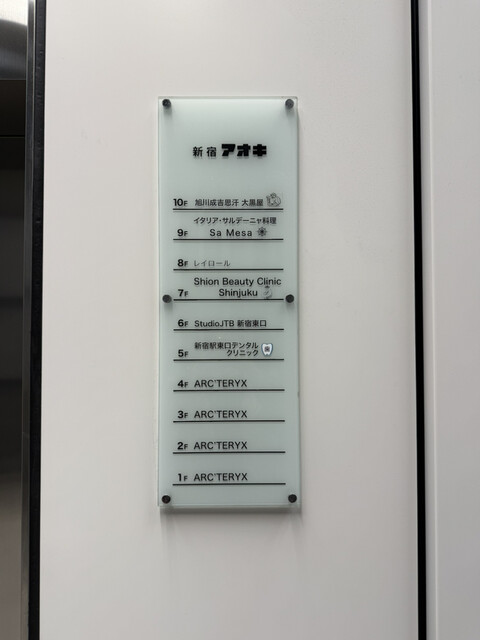 新宿 アオキ
10F 旭川成吉思汗 大黒屋
イタリア・サルデーニャ料理
9F Sa Mesa
8F レイロール
Shion Beauty Clinic
7F Shinjuku
6F StudioJTB 新宿東口
新宿駅東口デンタル
5F クリニック
4F ARC'TERYX
3F ARC'TERYX
2F ARC'TERYX
1F ARC'TERYX